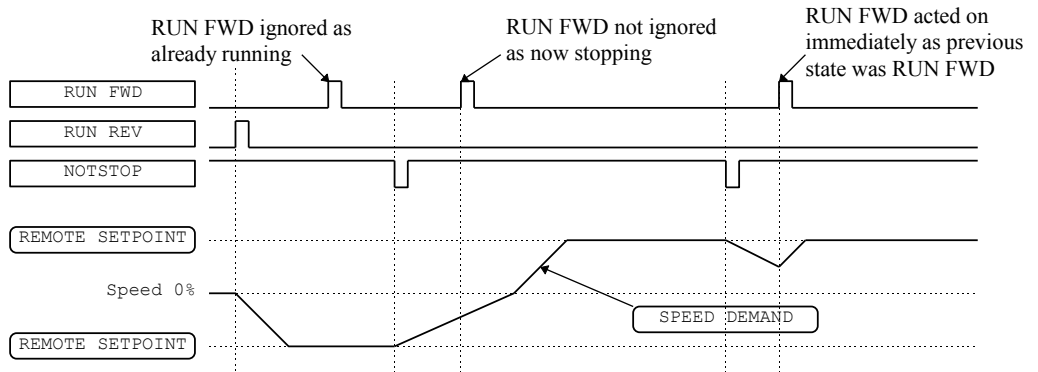 RUN FWD ignored as
already running
RUN FWD not ignored
as now stopping
RUN FWD acted on
immediately as previous
state was RUN FWD
RUN FWD
RUN REV
NOTSTOP
REMOTE SETPOINT
Speed 0%
SPEED DEMAND
REMOTE SETPOINT